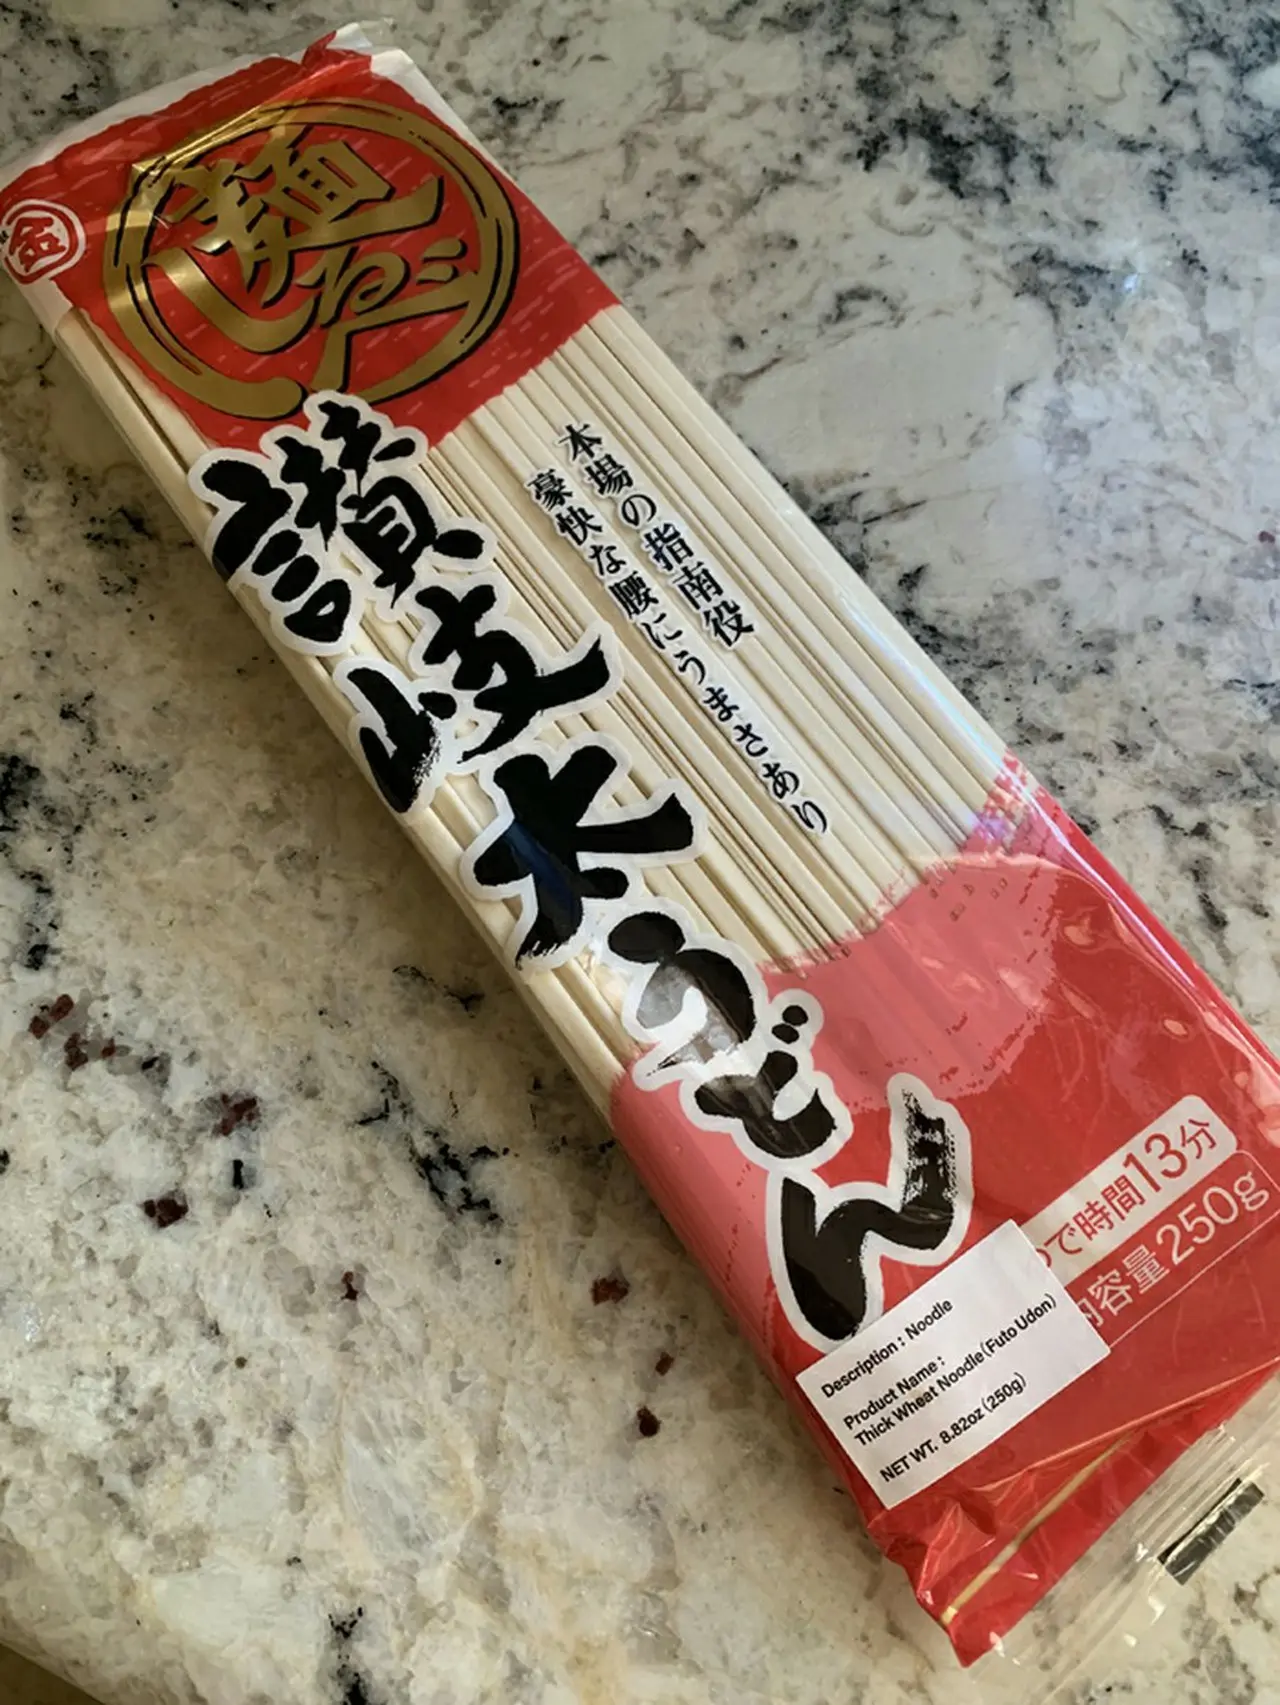 金
麺
讃岐太うどん
本場の指南役
豪快な腰にうまさあり
で時間13分
内容量250g
Description : Noodle
Product Name :
Thick Wheat Noodle (Futo Udon)
NET WT. 8.82oz (250g)